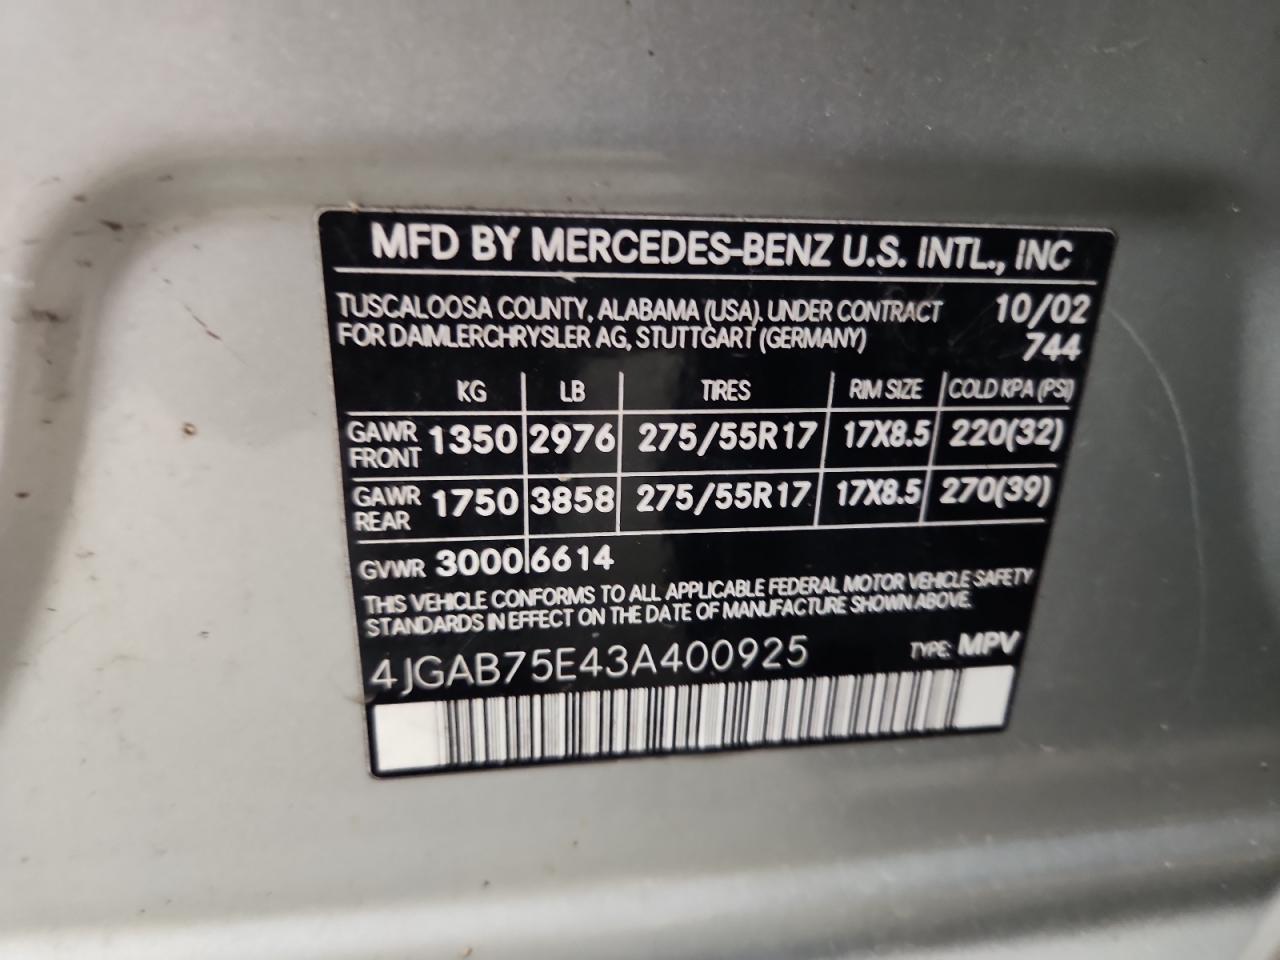 MFD BY MERCEDES-BENZ U.S. INTL., INC
TUSCALOOSA COUNTY, ALABAMA (USA). UNDER CONTRACT 10/02
FOR DAIMLERCHRYSLER AG, STUTTGART (GERMANY) 744
KG LB TIRES RIM SIZE COLD KPA (PSI)
GAWR FRONT 1350 2976 275/55R17 17X8.5 220(32)
GAWR REAR 1750 3858 275/55R17 17X8.5 270(39)
GVWR 3000 6614
THIS VEHICLE CONFORMS TO ALL APPLICABLE FEDERAL MOTOR VEHICLE SAFETY
STANDARDS IN EFFECT ON THE DATE OF MANUFACTURE SHOWN ABOVE.
4JGAB75E43A400925 TYPE: MPV